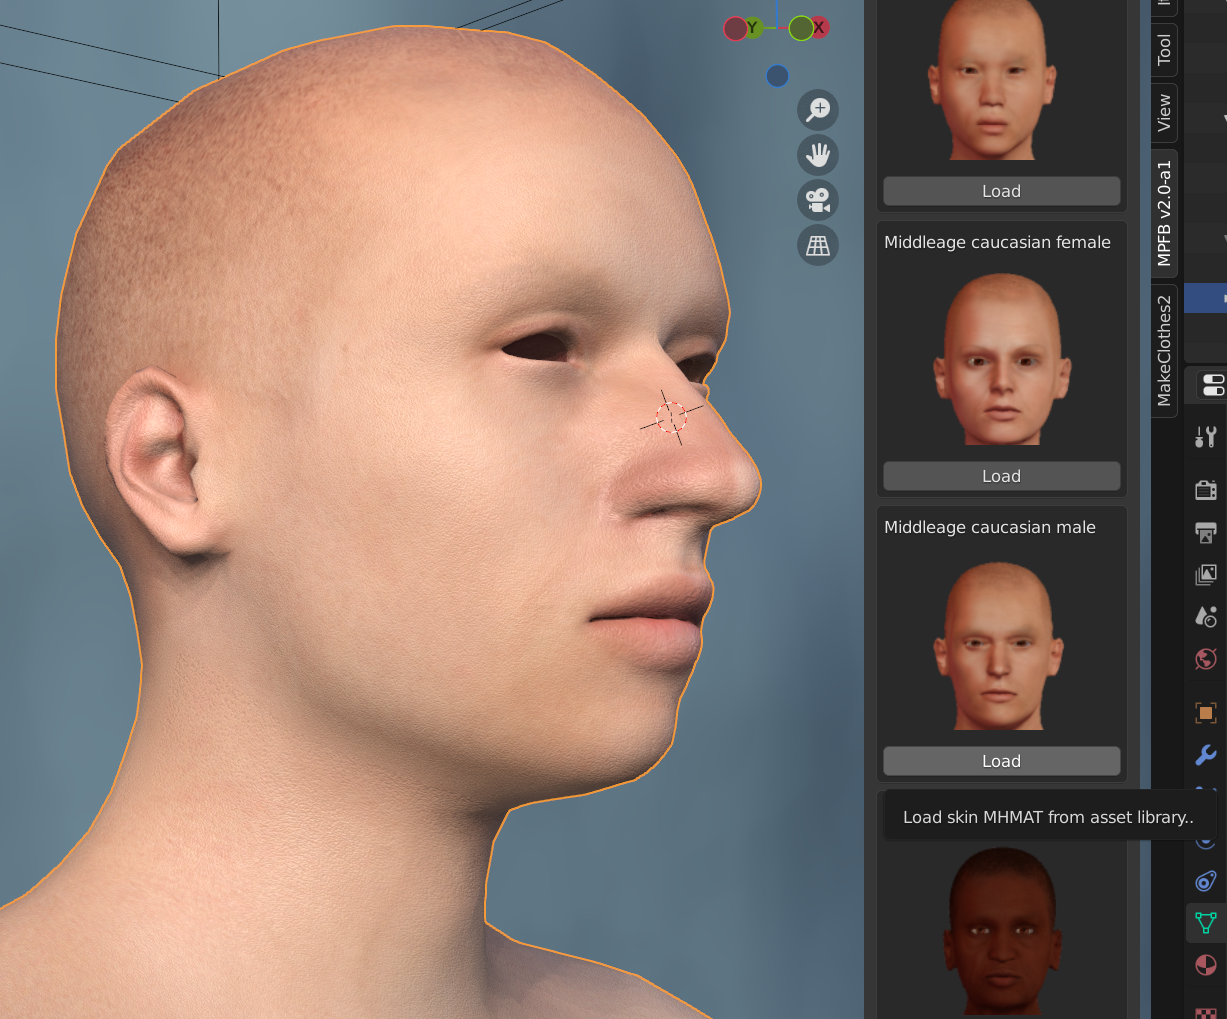 Y
X
Tool
View
MPFB v2.0-a1
MakeClothes2
Load
Middleage caucasian female
Load
Middleage caucasian male
Load
Load skin MHMAT from asset library..